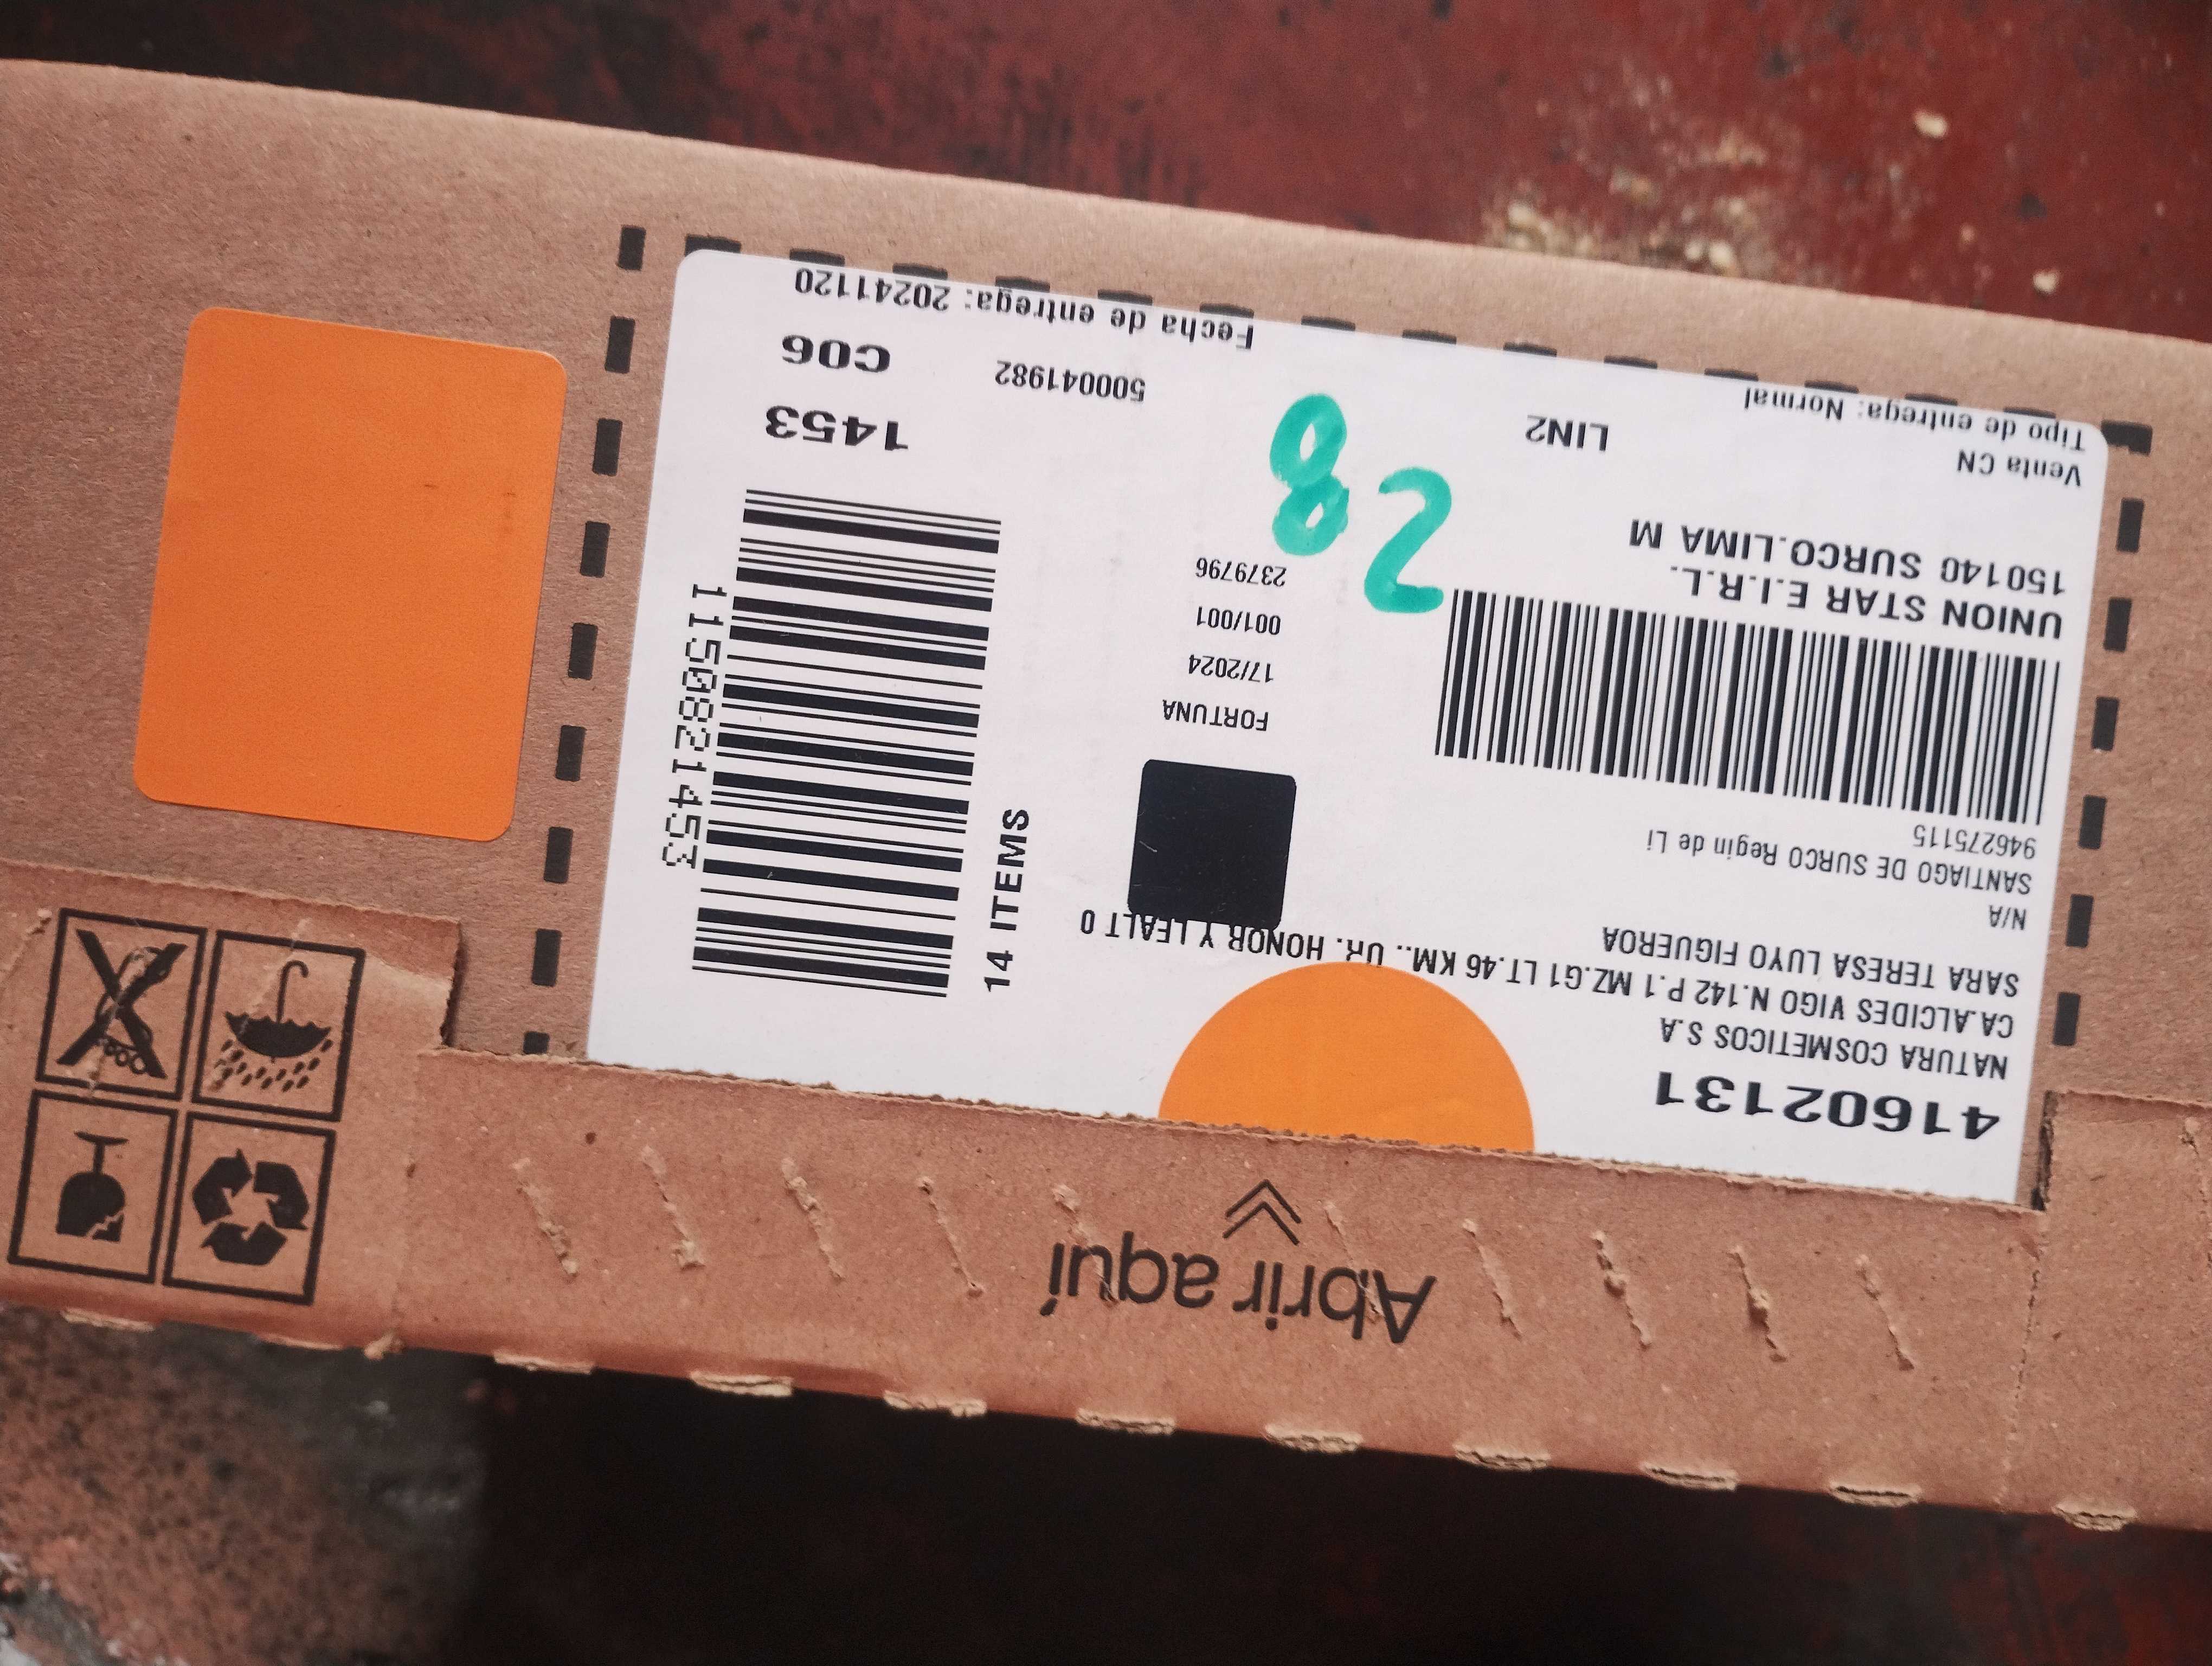 41602131
NATURA COSMETICOS S.A
CA.ALCIDES VIGO N.142 P.1 MZ.G1 LT.46 KM.. UR. HONOR Y LEALT 0
SARA TERESA LUYO FIGUEROA
N/A
SANTIAGO DE SURCO Regin de Li
946275115
UNION STAR E.I.R.L.
150140 SURCO.LIMA M
Venta CN
Tipo de entrega: Normal
LIN2
28
FORTUNA
17/2024
001/001
2379796
500041982
Fecha de entrega: 20241120
14 ITEMS
1150821453
1453
C06
Abrir aquí